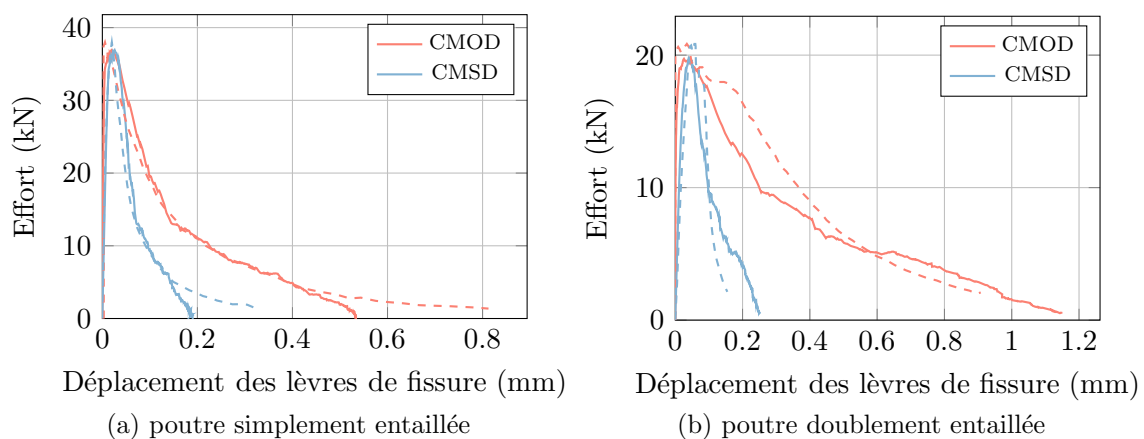 40
30
20
10
0
0
0.2
0.4
0.6
0.8
Effort (kN)
CMOD
CMSD
Déplacement des lèvres de fissure (mm)
(a) poutre simplement entaillée
20
10
0
0
0.2
0.4
0.6
0.8
1
1.2
Effort (kN)
CMOD
CMSD
Déplacement des lèvres de fissure (mm)
(b) poutre doublement entaillée